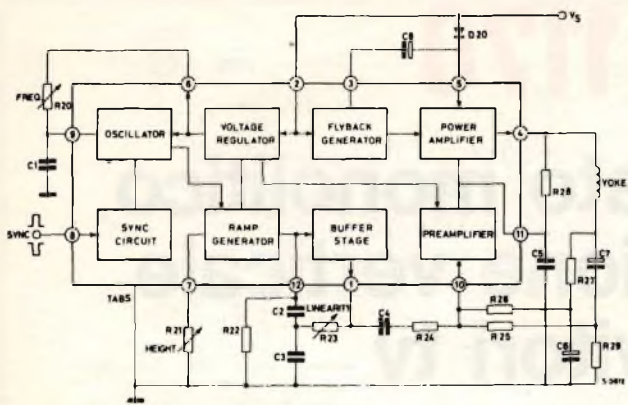 VS
C8
D20
6
2
3
5
FREQ.
R20
9
OSCILLATOR
VOLTAGE
REGULATOR
FLYBACK
GENERATOR
POWER
AMPLIFIER
4
C1
R28
YOKE
SYNC
8
SYNC
CIRCUIT
RAMP
GENERATOR
BUFFER
STAGE
PREAMPLIFIER
11
C5
C7
R27
TABS
7
12
1
10
R21
HEIGHT
R22
C2
LINEARITY
R23
C4
R24
R26
R25
C3
C6
R29